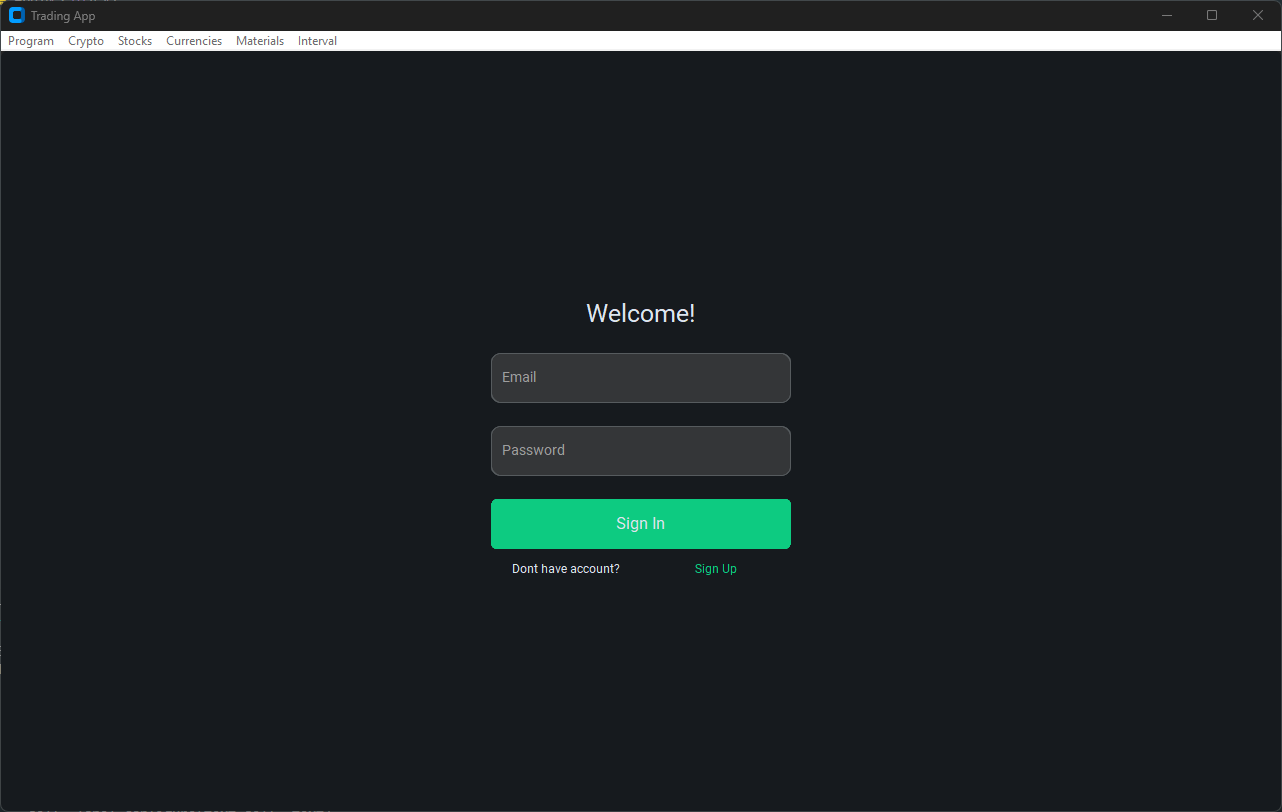 Trading App
Program Crypto Stocks Currencies Materials Interval
Welcome!
Email
Password
Sign In
Dont have account? Sign Up